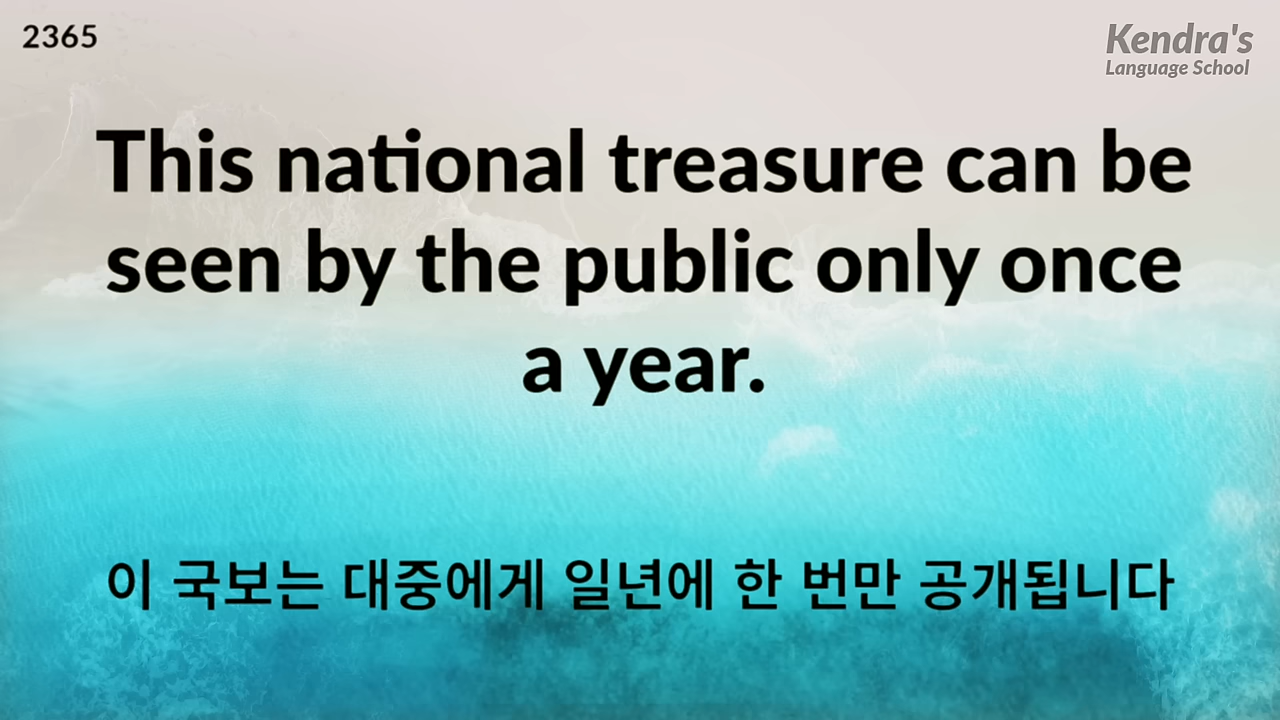 2365
Kendra's
Language School
This national treasure can be
seen by the public only once
a year.
이 국보는 대중에게 일년에 한 번만 공개됩니다